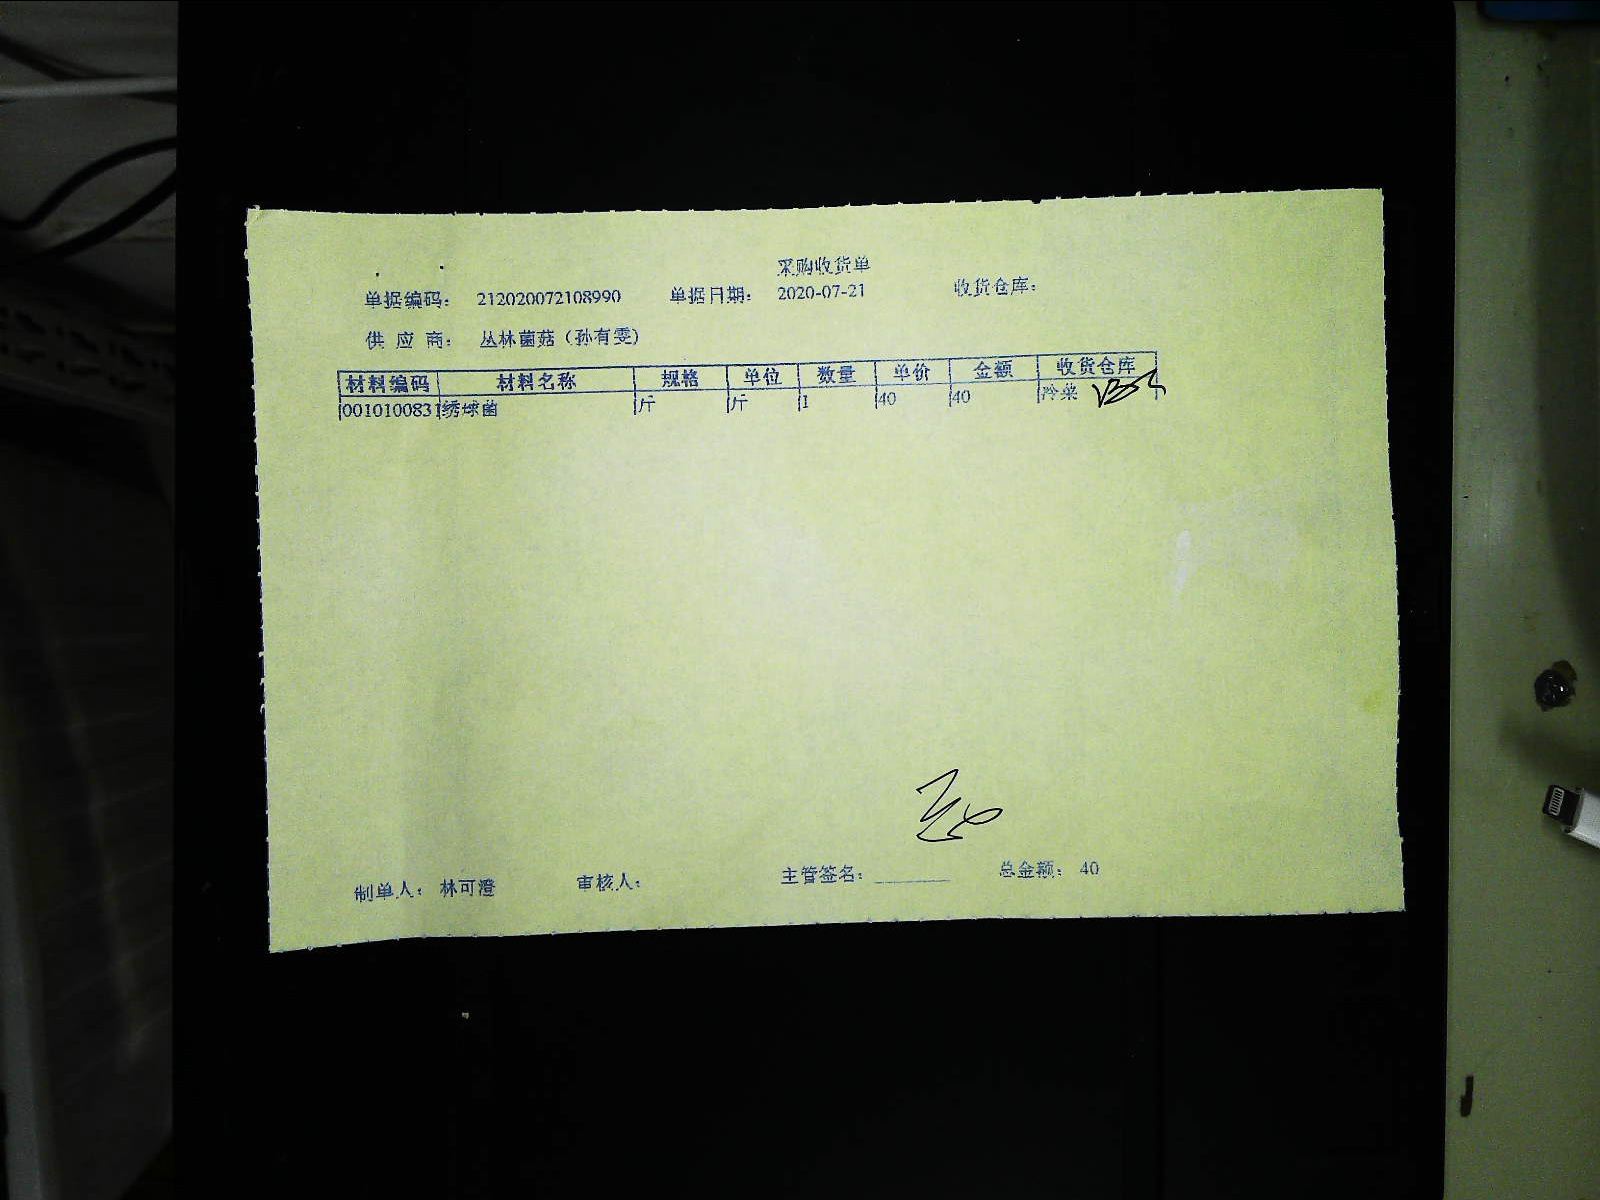 采购收货单
单据编码： 212020072108990 单据日期： 2020-07-21 收货仓库：
供 应 商： 丛林菌菇（孙有雯）
材料编码 材料名称 规格 单位 数量 单价 金额 收货仓库
0010100831 绣球菌 斤 斤 1 40 40 冷菜
制单人： 林可澄 审核人： 主管签名：________ 总金额： 40